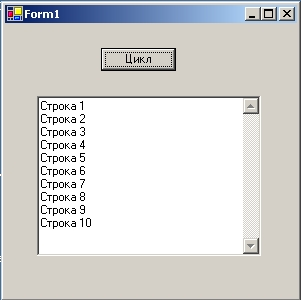 Form1
Цикл
Строка 1
Строка 2
Строка 3
Строка 4
Строка 5
Строка 6
Строка 7
Строка 8
Строка 9
Строка 10